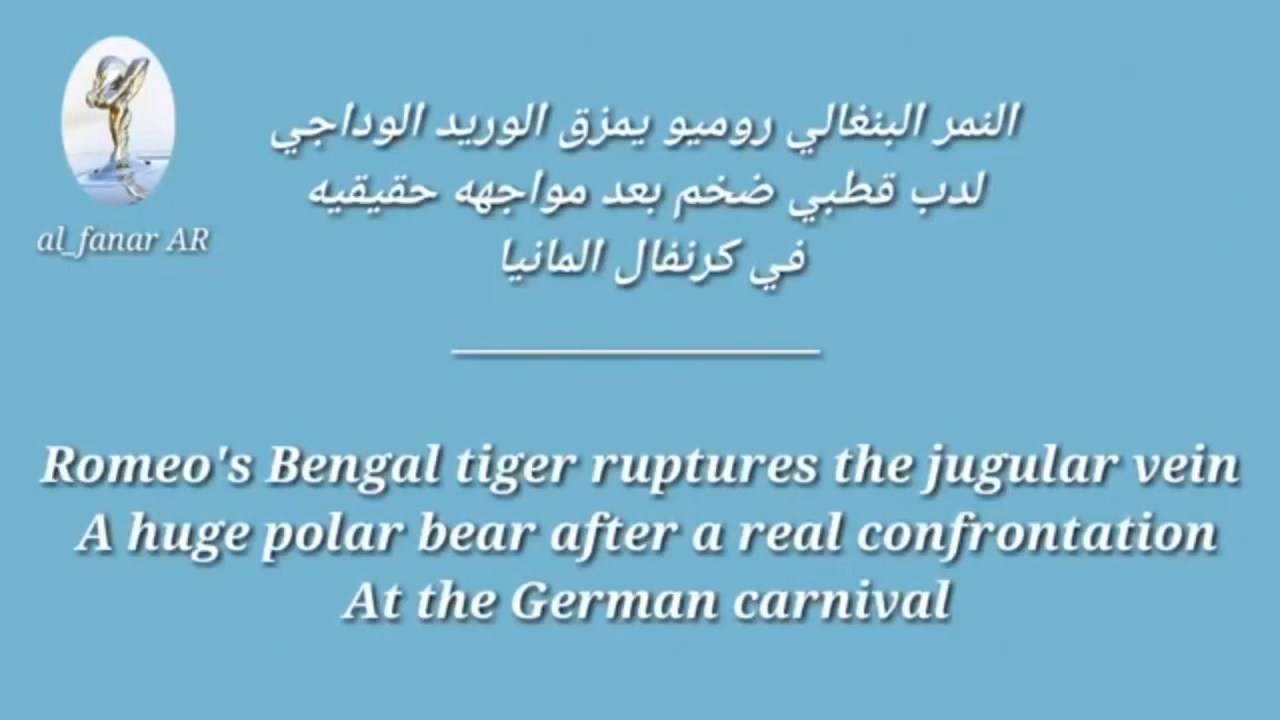 النمر البنغالي روميو يمزق الوريد الوداجي
لدب قطبي ضخم بعد مواجهه حقيقيه
في كرنفال المانيا
al_fanar AR
Romeo's Bengal tiger ruptures the jugular vein
A huge polar bear after a real confrontation
At the German carnival